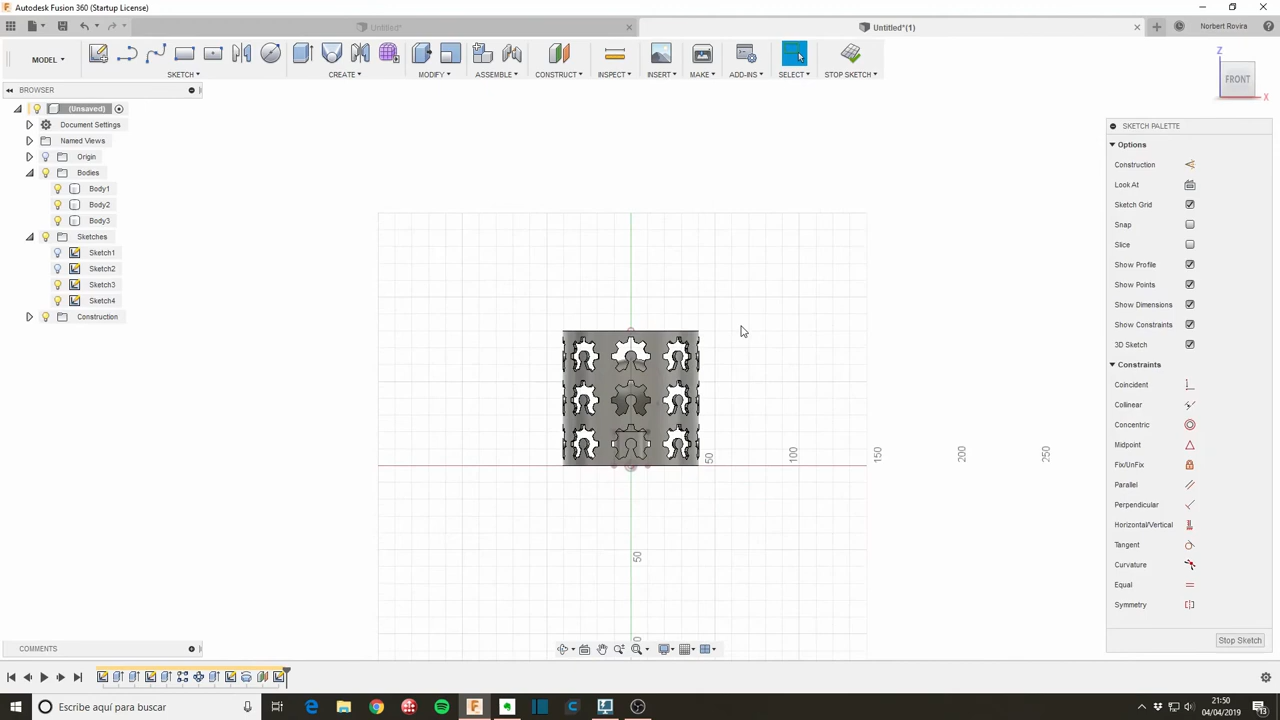 Autodesk Fusion 360 (Startup License)
Untitled*
Untitled*(1)
Norbert Rovira
MODEL
SKETCH
CREATE
MODIFY
ASSEMBLE
CONSTRUCT
INSPECT
INSERT
MAKE
ADD-INS
SELECT
STOP SKETCH
BROWSER
(Unsaved)
Document Settings
Named Views
Origin
Bodies
Body1
Body2
Body3
Sketches
Sketch1
Sketch2
Sketch3
Sketch4
Construction
Z
FRONT
X
SKETCH PALETTE
Options
Construction
Look At
Sketch Grid
Snap
Slice
Show Profile
Show Points
Show Dimensions
Show Constraints
3D Sketch
Constraints
Coincident
Collinear
Concentric
Midpoint
Fix/UnFix
Parallel
Perpendicular
Horizontal/Vertical
Tangent
Curvature
Equal
Symmetry
Stop Sketch
50
100
150
200
250
50
COMMENTS
Escribe aquí para buscar
21:50
04/04/2019